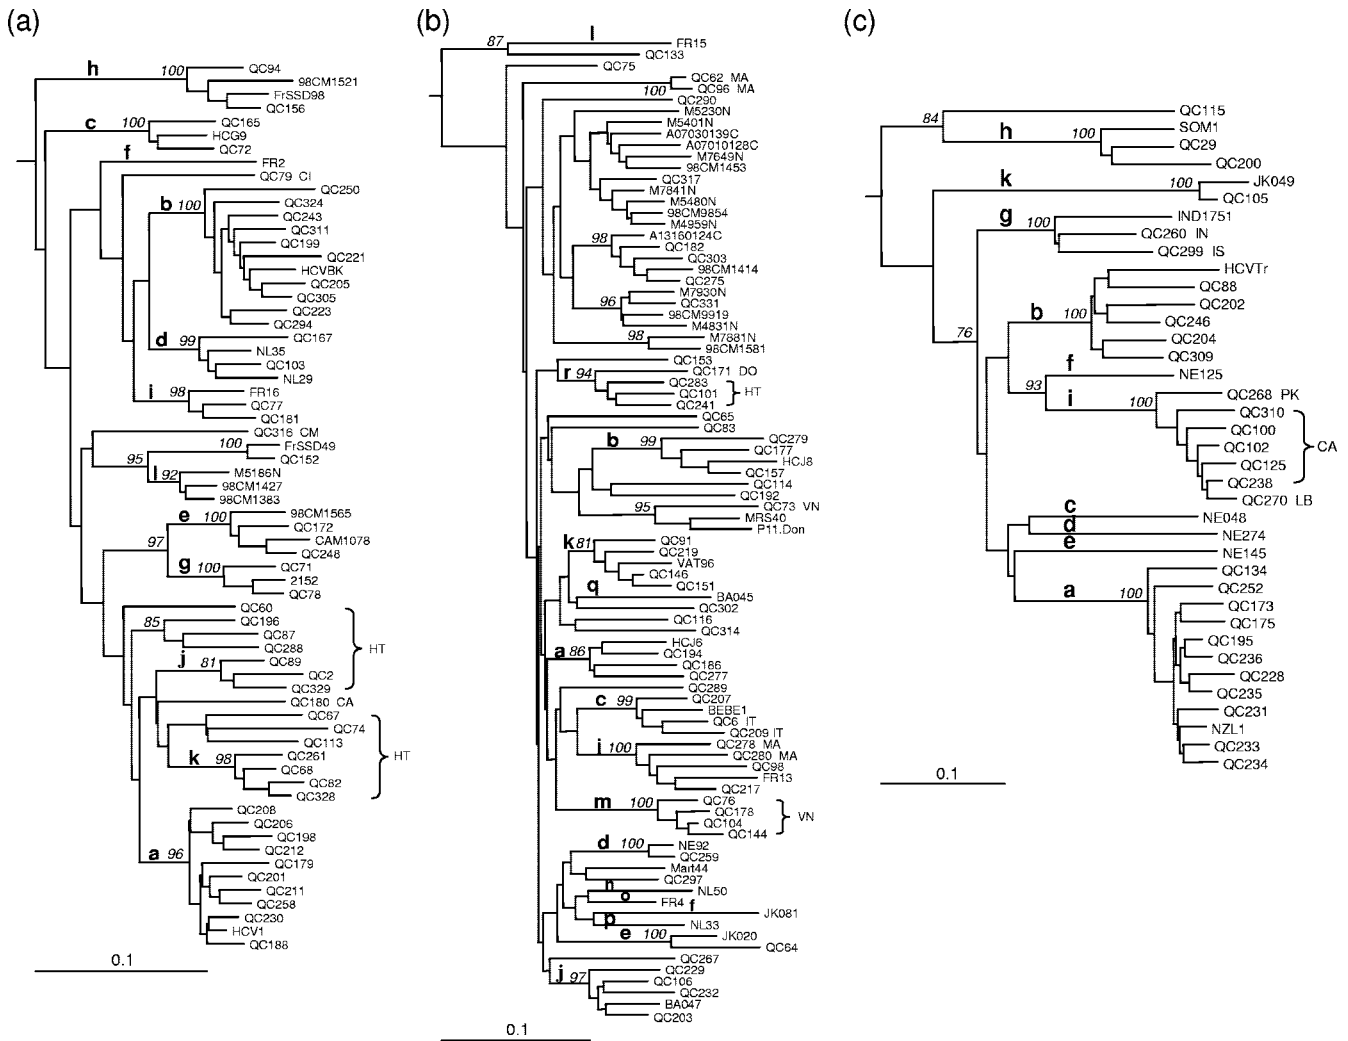 (a)
h
100
QC94
98CM1521
FrSSD98
QC156
c
100
QC165
HCG9
QC72
f
FR2
QC79 CI
b
100
QC250
QC324
QC243
QC311
QC199
QC221
HCVBK
QC205
QC305
QC223
QC294
d
99
QC167
NL35
QC103
NL29
i
98
FR16
QC77
QC181
QC316 CM
100
FrSSD49
QC152
95
l
92
M5186N
98CM1427
98CM1383
e
100
98CM1565
QC172
CAM1078
QC248
97
g
100
QC71
2152
QC78
QC60
85
QC196
QC87
QC288
j
81
QC89
QC2
QC329
HT
QC180 CA
QC67
QC74
QC113
k
98
QC261
QC68
QC82
QC328
HT
a
96
QC208
QC206
QC198
QC212
QC179
QC201
QC211
QC258
QC230
HCV1
QC188
0.1
(b)
87
l
FR15
QC133
QC75
QC62 MA
QC96 MA
100
QC290
M5230N
M5401N
A07030139C
A07010128C
M7649N
98CM1453
QC317
M7841N
M5480N
98CM9854
M4959N
98
A13160124C
QC182
QC303
98CM1414
QC275
96
M7930N
QC331
98CM9919
M4831N
98
M7881N
98CM1581
QC153
r
94
QC171 DO
QC283
QC101
QC241
HT
QC65
QC83
b
99
QC279
QC177
HCJ8
QC157
QC114
QC192
95
QC73 VN
MRS40
P11.Don
k
81
QC91
QC219
VAT96
QC146
QC151
q
BA045
QC302
QC116
QC314
a
86
HCJ6
QC194
QC186
QC277
QC289
c
99
QC207
BEBE1
QC6 IT
QC209 IT
i
100
QC278 MA
QC280 MA
QC98
FR13
QC217
m
100
QC76
QC178
QC104
QC144
VN
d
100
NE92
QC259
Mart44
QC297
n
NL50
o
FR4
f
JK081
p
NL33
e
100
JK020
QC64
QC267
j
97
QC229
QC106
QC232
BA047
QC203
0.1
(c)
84
QC115
h
100
SOM1
QC29
QC200
k
100
JK049
QC105
g
100
IND1751
QC260 IN
QC299 IS
76
b
100
HCVTr
QC88
QC202
QC246
QC204
QC309
f
93
NE125
i
100
QC268 PK
QC310
QC100
QC102
QC125
QC238
CA
QC270 LB
c
NE048
d
NE274
e
NE145
a
100
QC134
QC252
QC173
QC175
QC195
QC236
QC228
QC235
QC231
NZL1
QC233
QC234
0.1